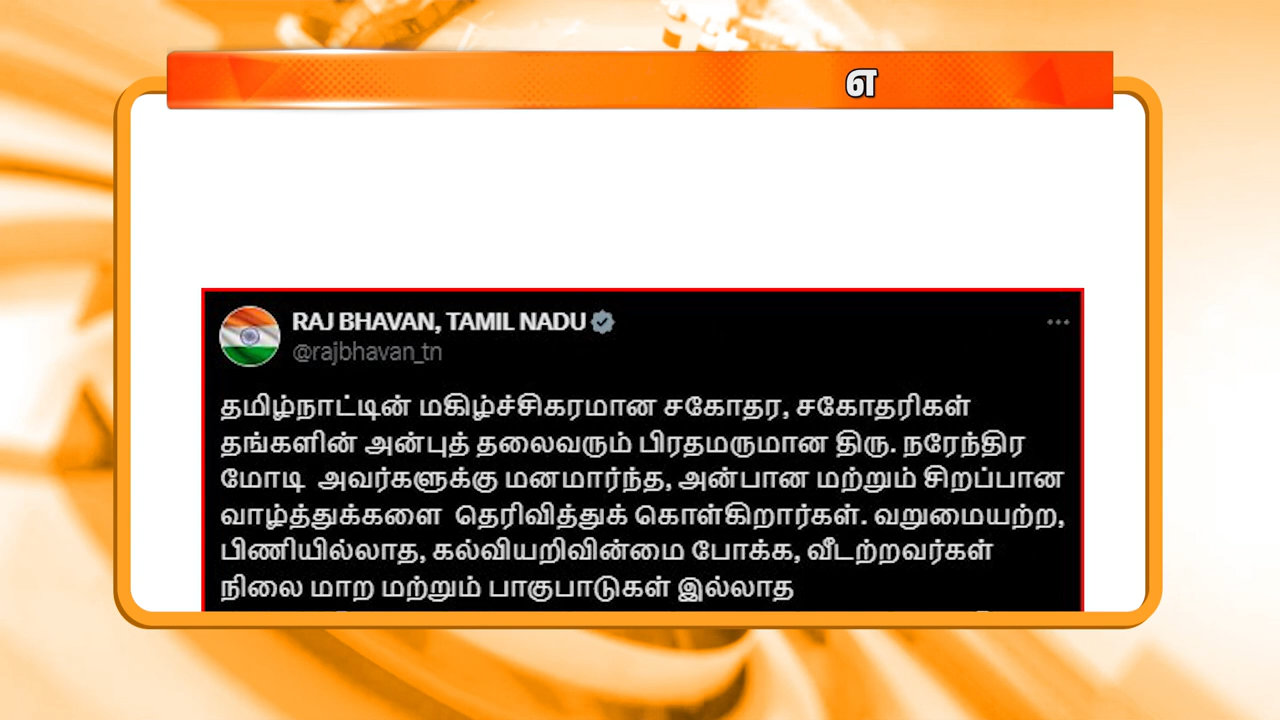 எ
RAJ BHAVAN, TAMIL NADU
@rajbhavan_tn
தமிழ்நாட்டின் மகிழ்ச்சிகரமான சகோதர, சகோதரிகள்
தங்களின் அன்புத் தலைவரும் பிரதமருமான திரு. நரேந்திர
மோடி அவர்களுக்கு மனமார்ந்த, அன்பான மற்றும் சிறப்பான
வாழ்த்துக்களை தெரிவித்துக் கொள்கிறார்கள். வறுமையற்ற,
பிணியில்லாத, கல்வியறிவின்மை போக்க, வீடற்றவர்கள்
நிலை மாற மற்றும் பாகுபாடுகள் இல்லாத